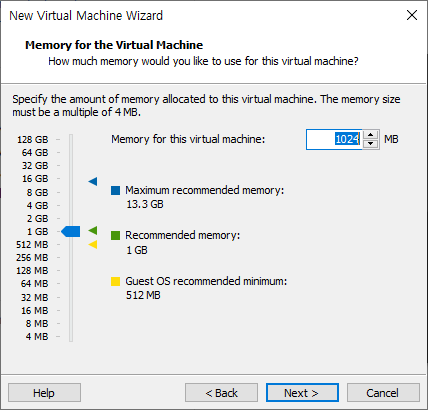 New Virtual Machine Wizard
Memory for the Virtual Machine
How much memory would you like to use for this virtual machine?
Specify the amount of memory allocated to this virtual machine. The memory size
must be a multiple of 4 MB.
Memory for this virtual machine: 1024 MB
128 GB
64 GB
32 GB
16 GB
8 GB
4 GB
2 GB
1 GB
512 MB
256 MB
128 MB
64 MB
32 MB
16 MB
8 MB
4 MB
Maximum recommended memory:
13.3 GB
Recommended memory:
1 GB
Guest OS recommended minimum:
512 MB
Help
< Back
Next >
Cancel